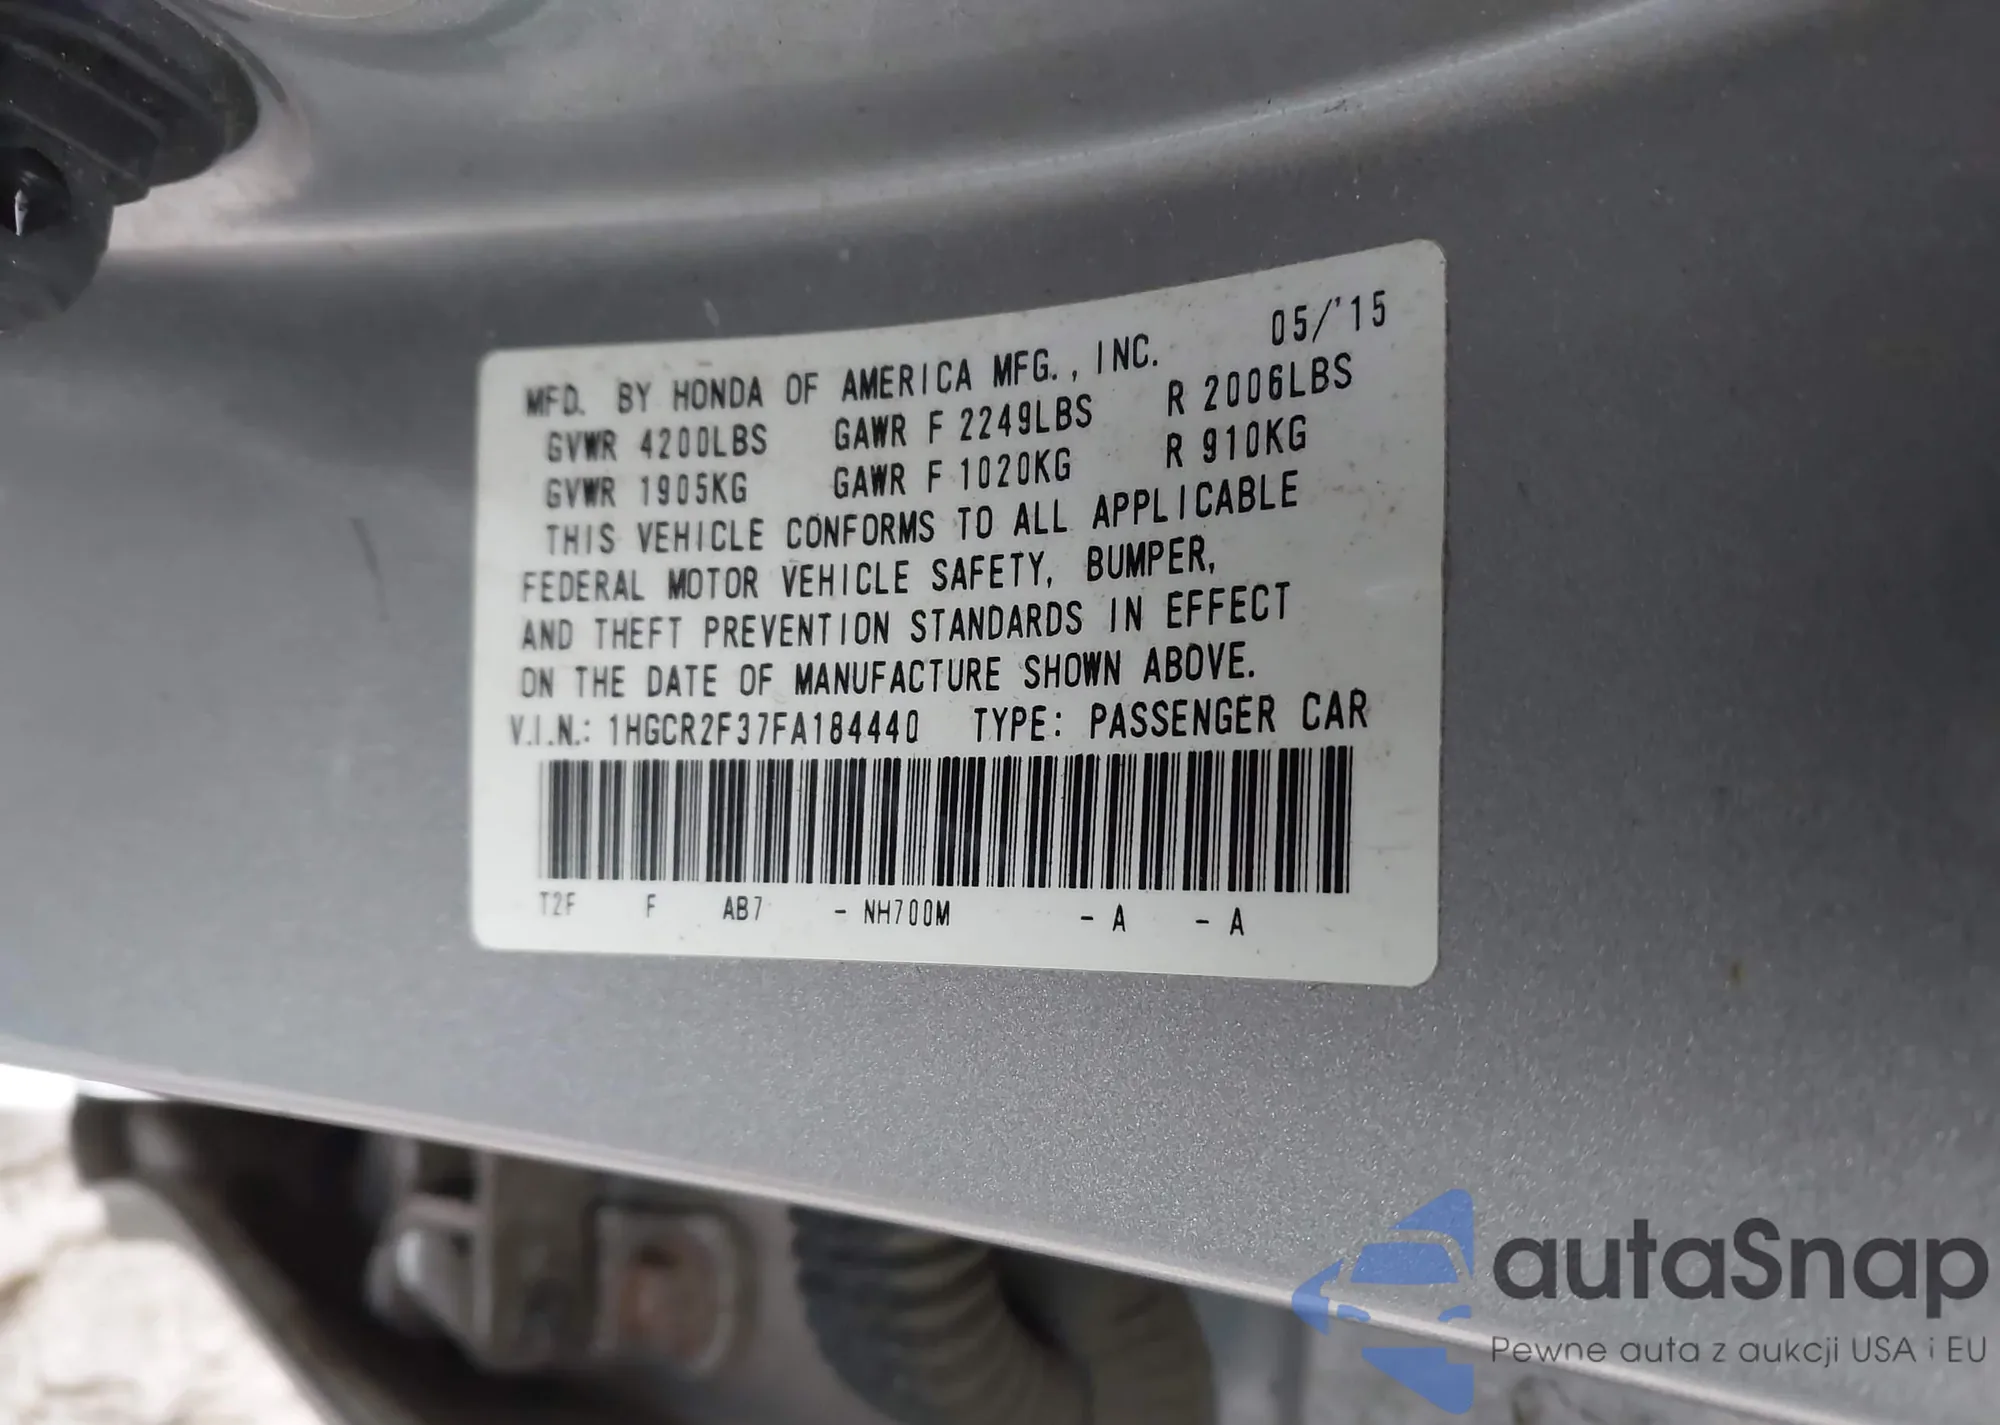 05/'15
MFD. BY HONDA OF AMERICA MFG., INC.
GVWR 4200LBS GAWR F 2249LBS R 2006LBS
GVWR 1905KG GAWR F 1020KG R 910KG
THIS VEHICLE CONFORMS TO ALL APPLICABLE
FEDERAL MOTOR VEHICLE SAFETY, BUMPER,
AND THEFT PREVENTION STANDARDS IN EFFECT
ON THE DATE OF MANUFACTURE SHOWN ABOVE.
V.I.N.: 1HGCR2F37FA184440 TYPE: PASSENGER CAR
T2F F AB7 - NH700M - A - A
autaSnap
Pewne auta z aukcji USA i EU